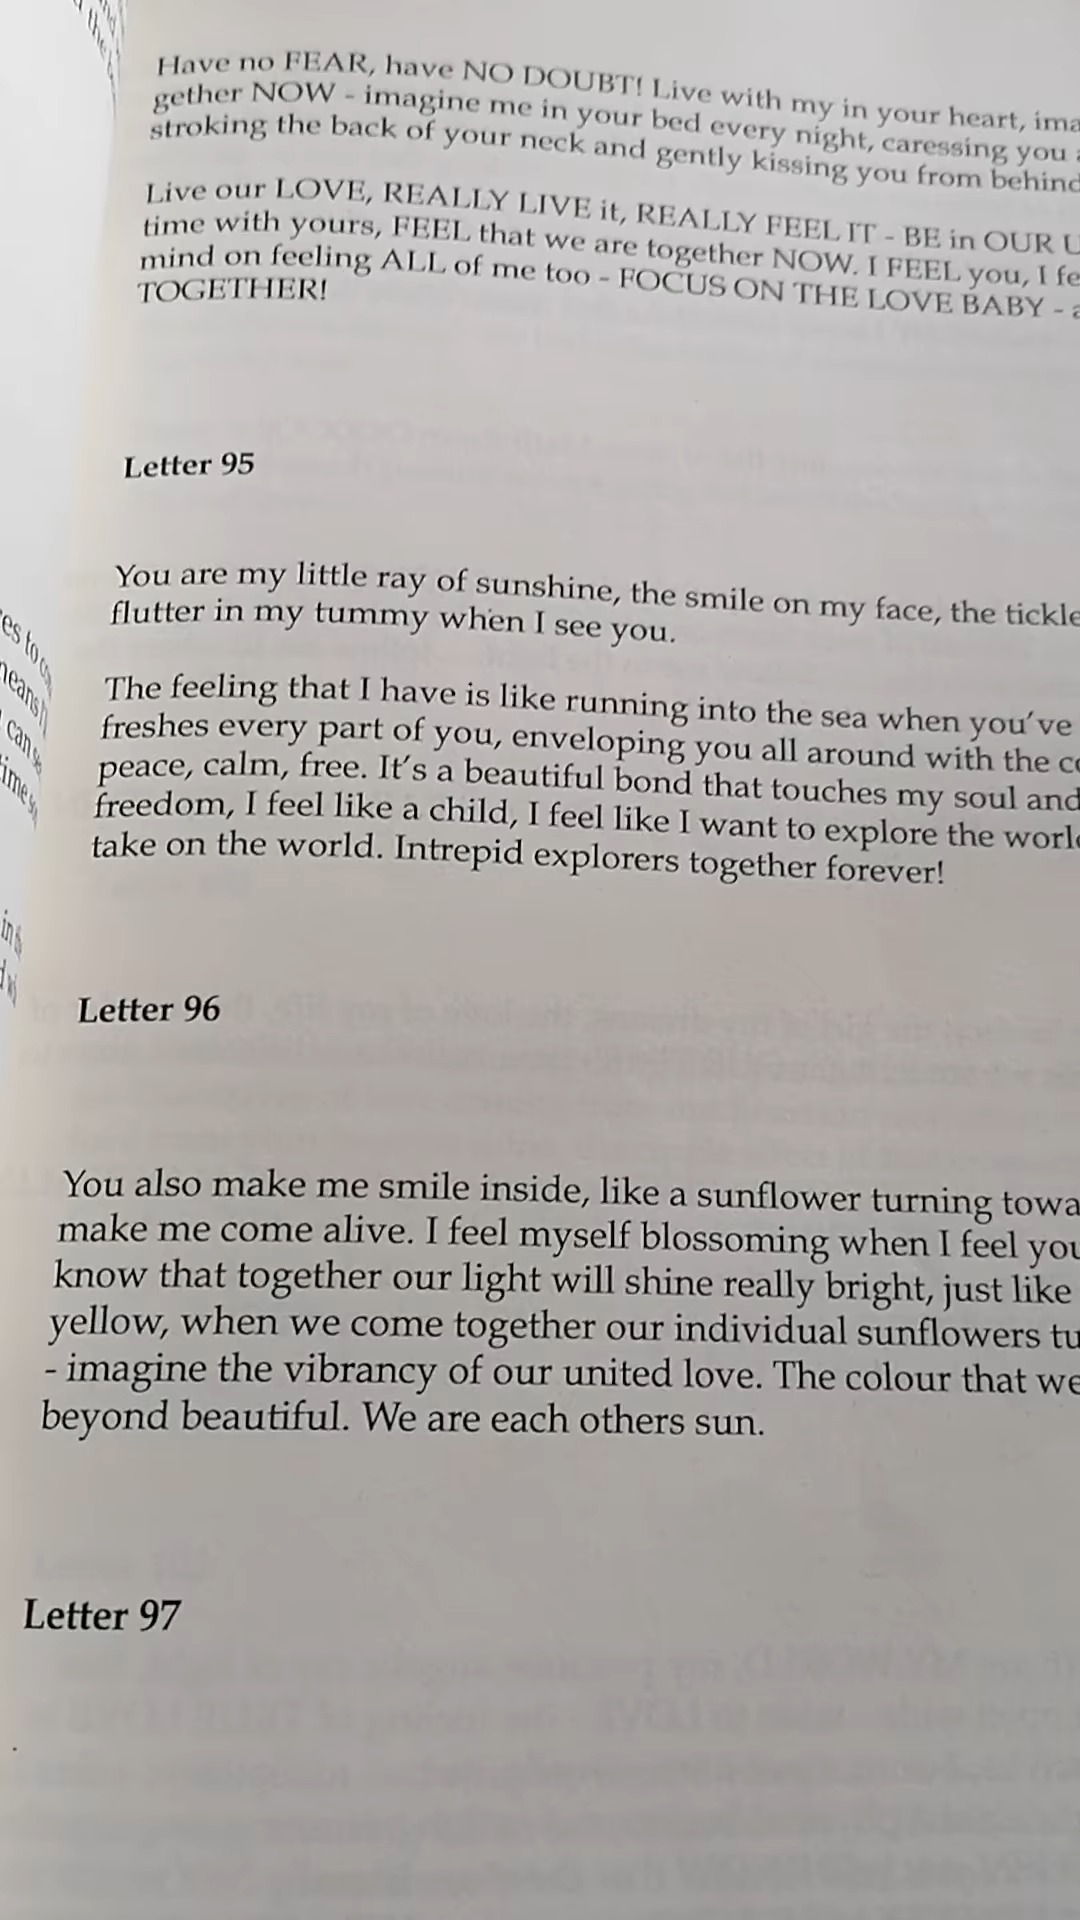 Have no FEAR, have NO DOUBT! Live with my in your heart,
gether NOW - imagine me in your bed every night, caressing you
stroking the back of your neck and gently kissing you from behind
Live our LOVE, REALLY LIVE it, REALLY FEEL IT - BE in OUR
time with yours, FEEL that we are together NOW. I FEEL you, I
mind on feeling ALL of me too - FOCUS ON THE LOVE BABY -
TOGETHER!
Letter 95
You are my little ray of sunshine, the smile on my face, the tickle
flutter in my tummy when I see you.
The feeling that I have is like running into the sea when you've
freshes every part of you, enveloping you all around with the
peace, calm, free. It's a beautiful bond that touches my soul and
freedom, I feel like a child, I feel like I want to explore the
take on the world. Intrepid explorers together forever!
Letter 96
You also make me smile inside, like a sunflower turning
make me come alive. I feel myself blossoming when I feel you
know that together our light will shine really bright, just like
yellow, when we come together our individual sunflowers
- imagine the vibrancy of our united love. The colour that we
beyond beautiful. We are each others sun.
Letter 97